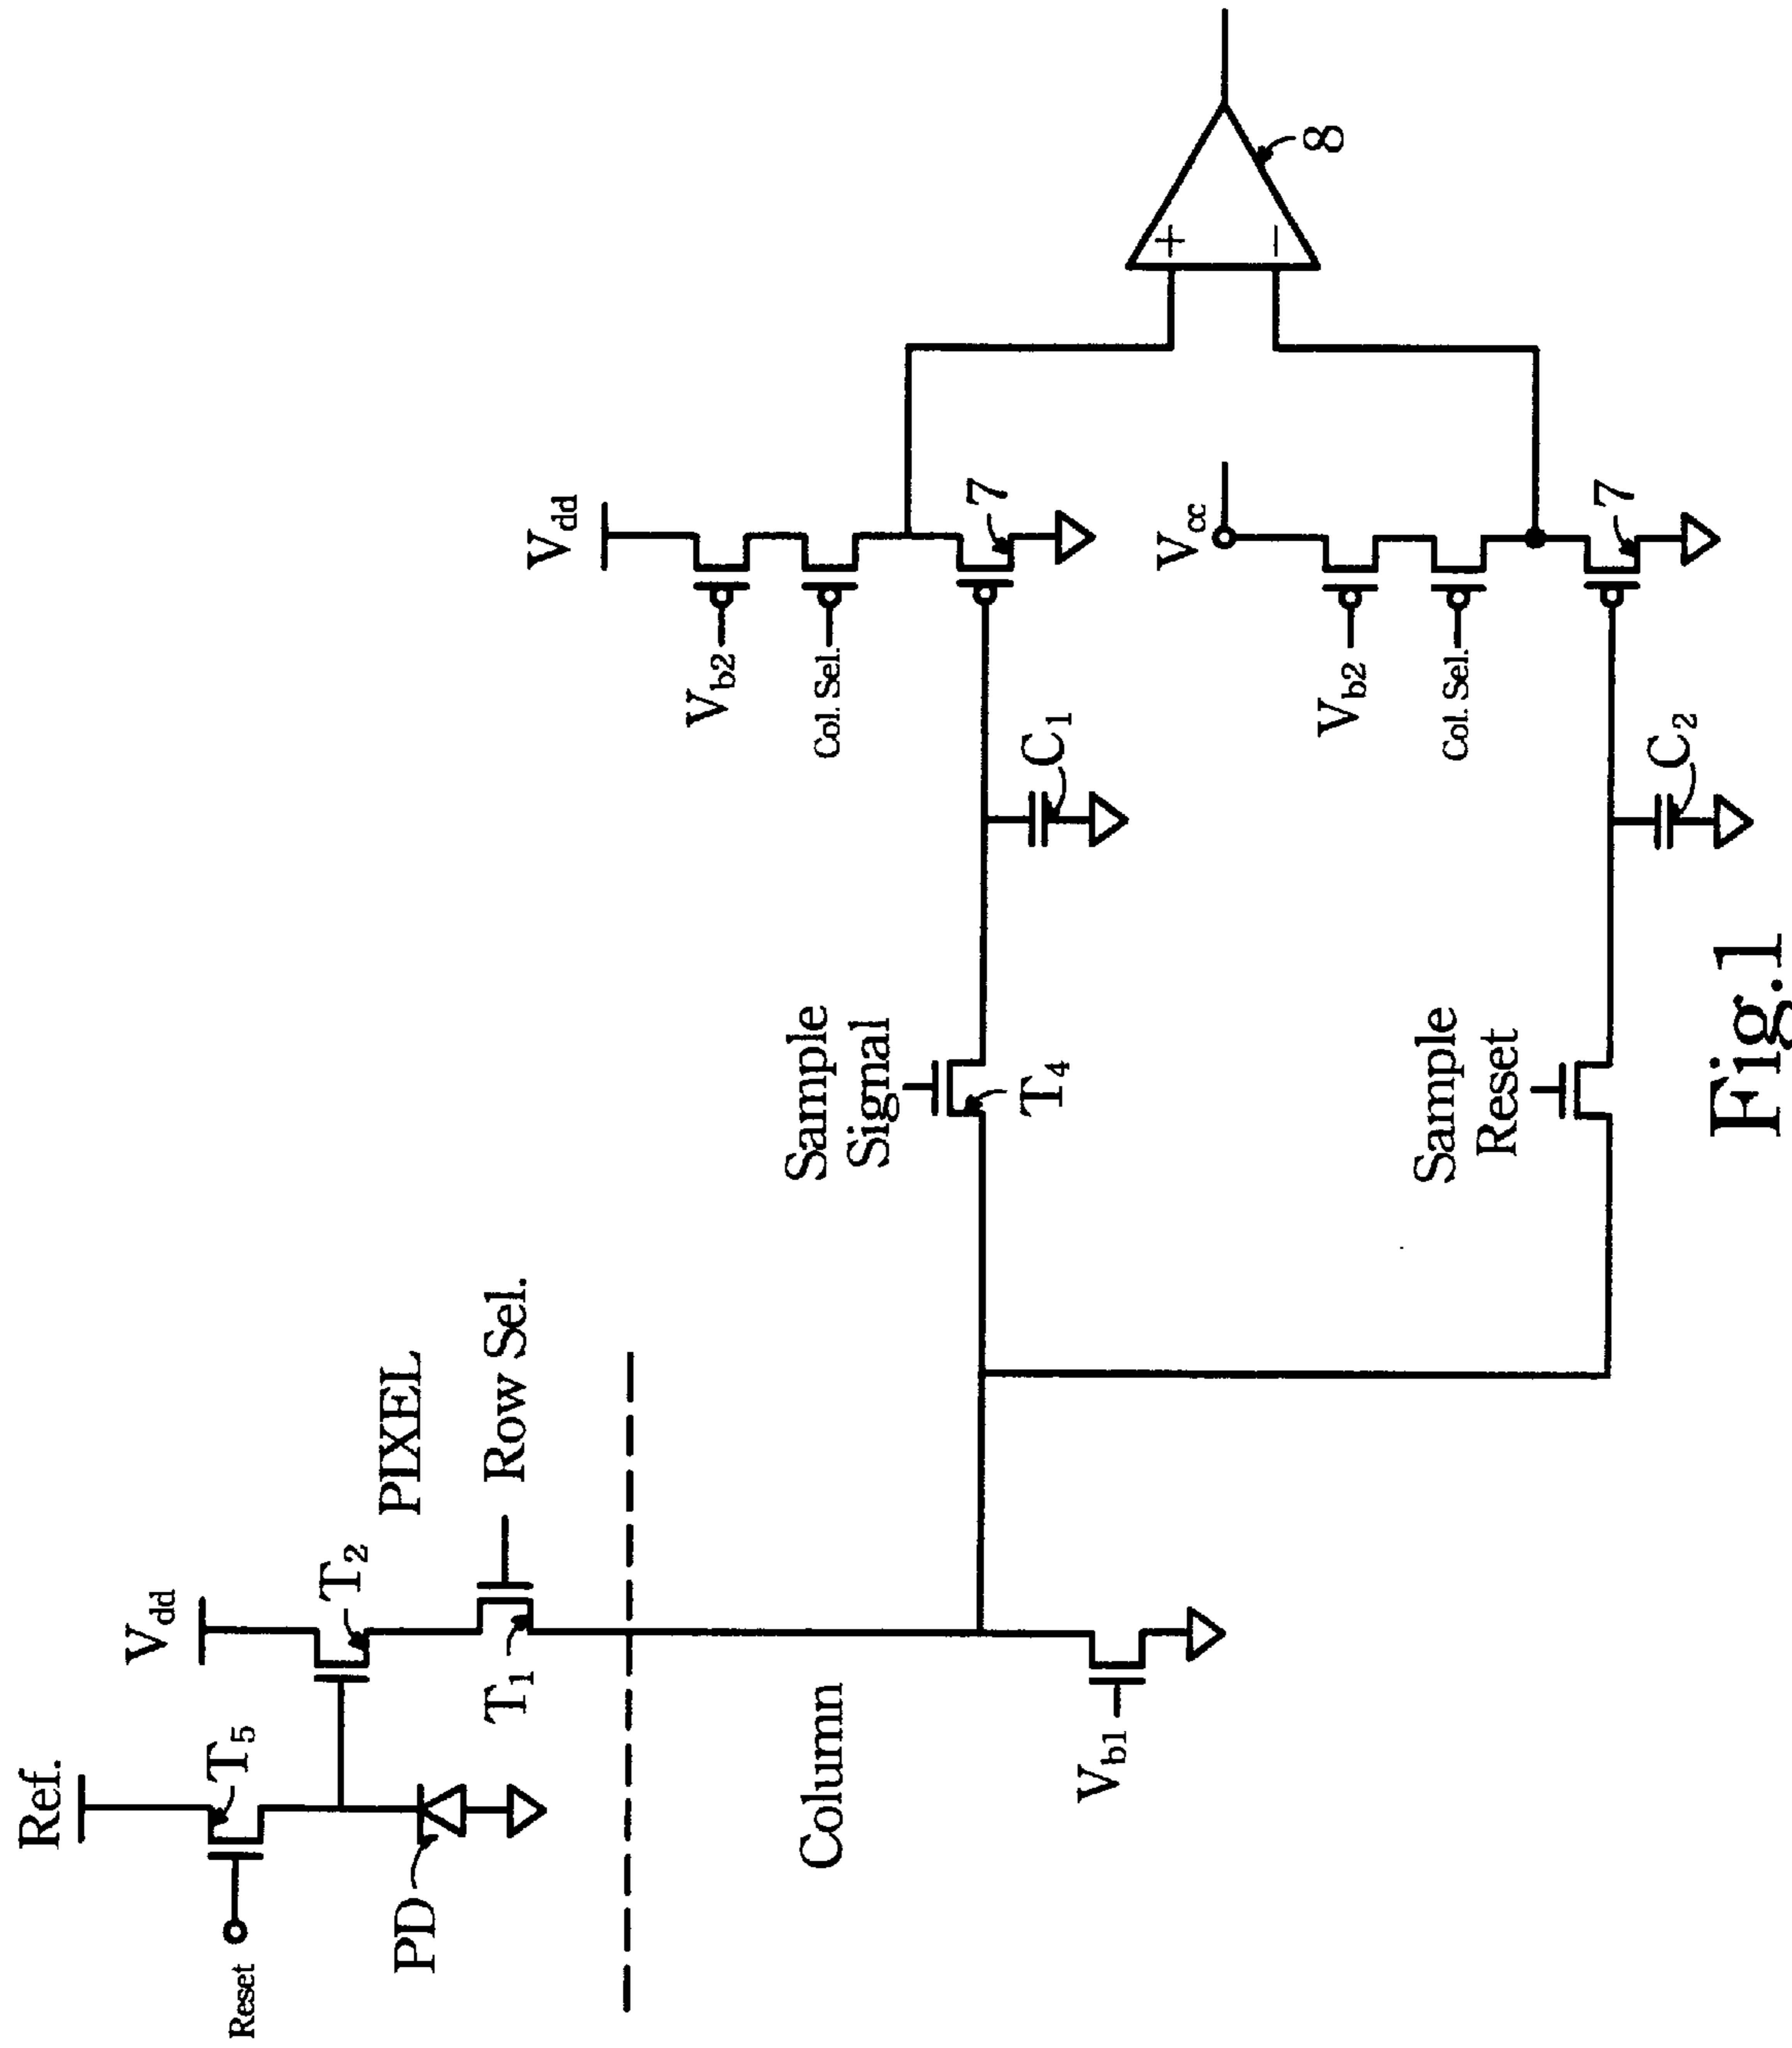 Ref.
Reset
T5
PD
Vdd
T2
PIXEL
T1
Row Sel.
Column
Vb1
Sample
Signal
T4
C1
Vdd
Vb2
Col. Sel.
7
+
−
8
Sample
Reset
C2
Vcc
Vb2
Col. Sel.
7
Fig.1